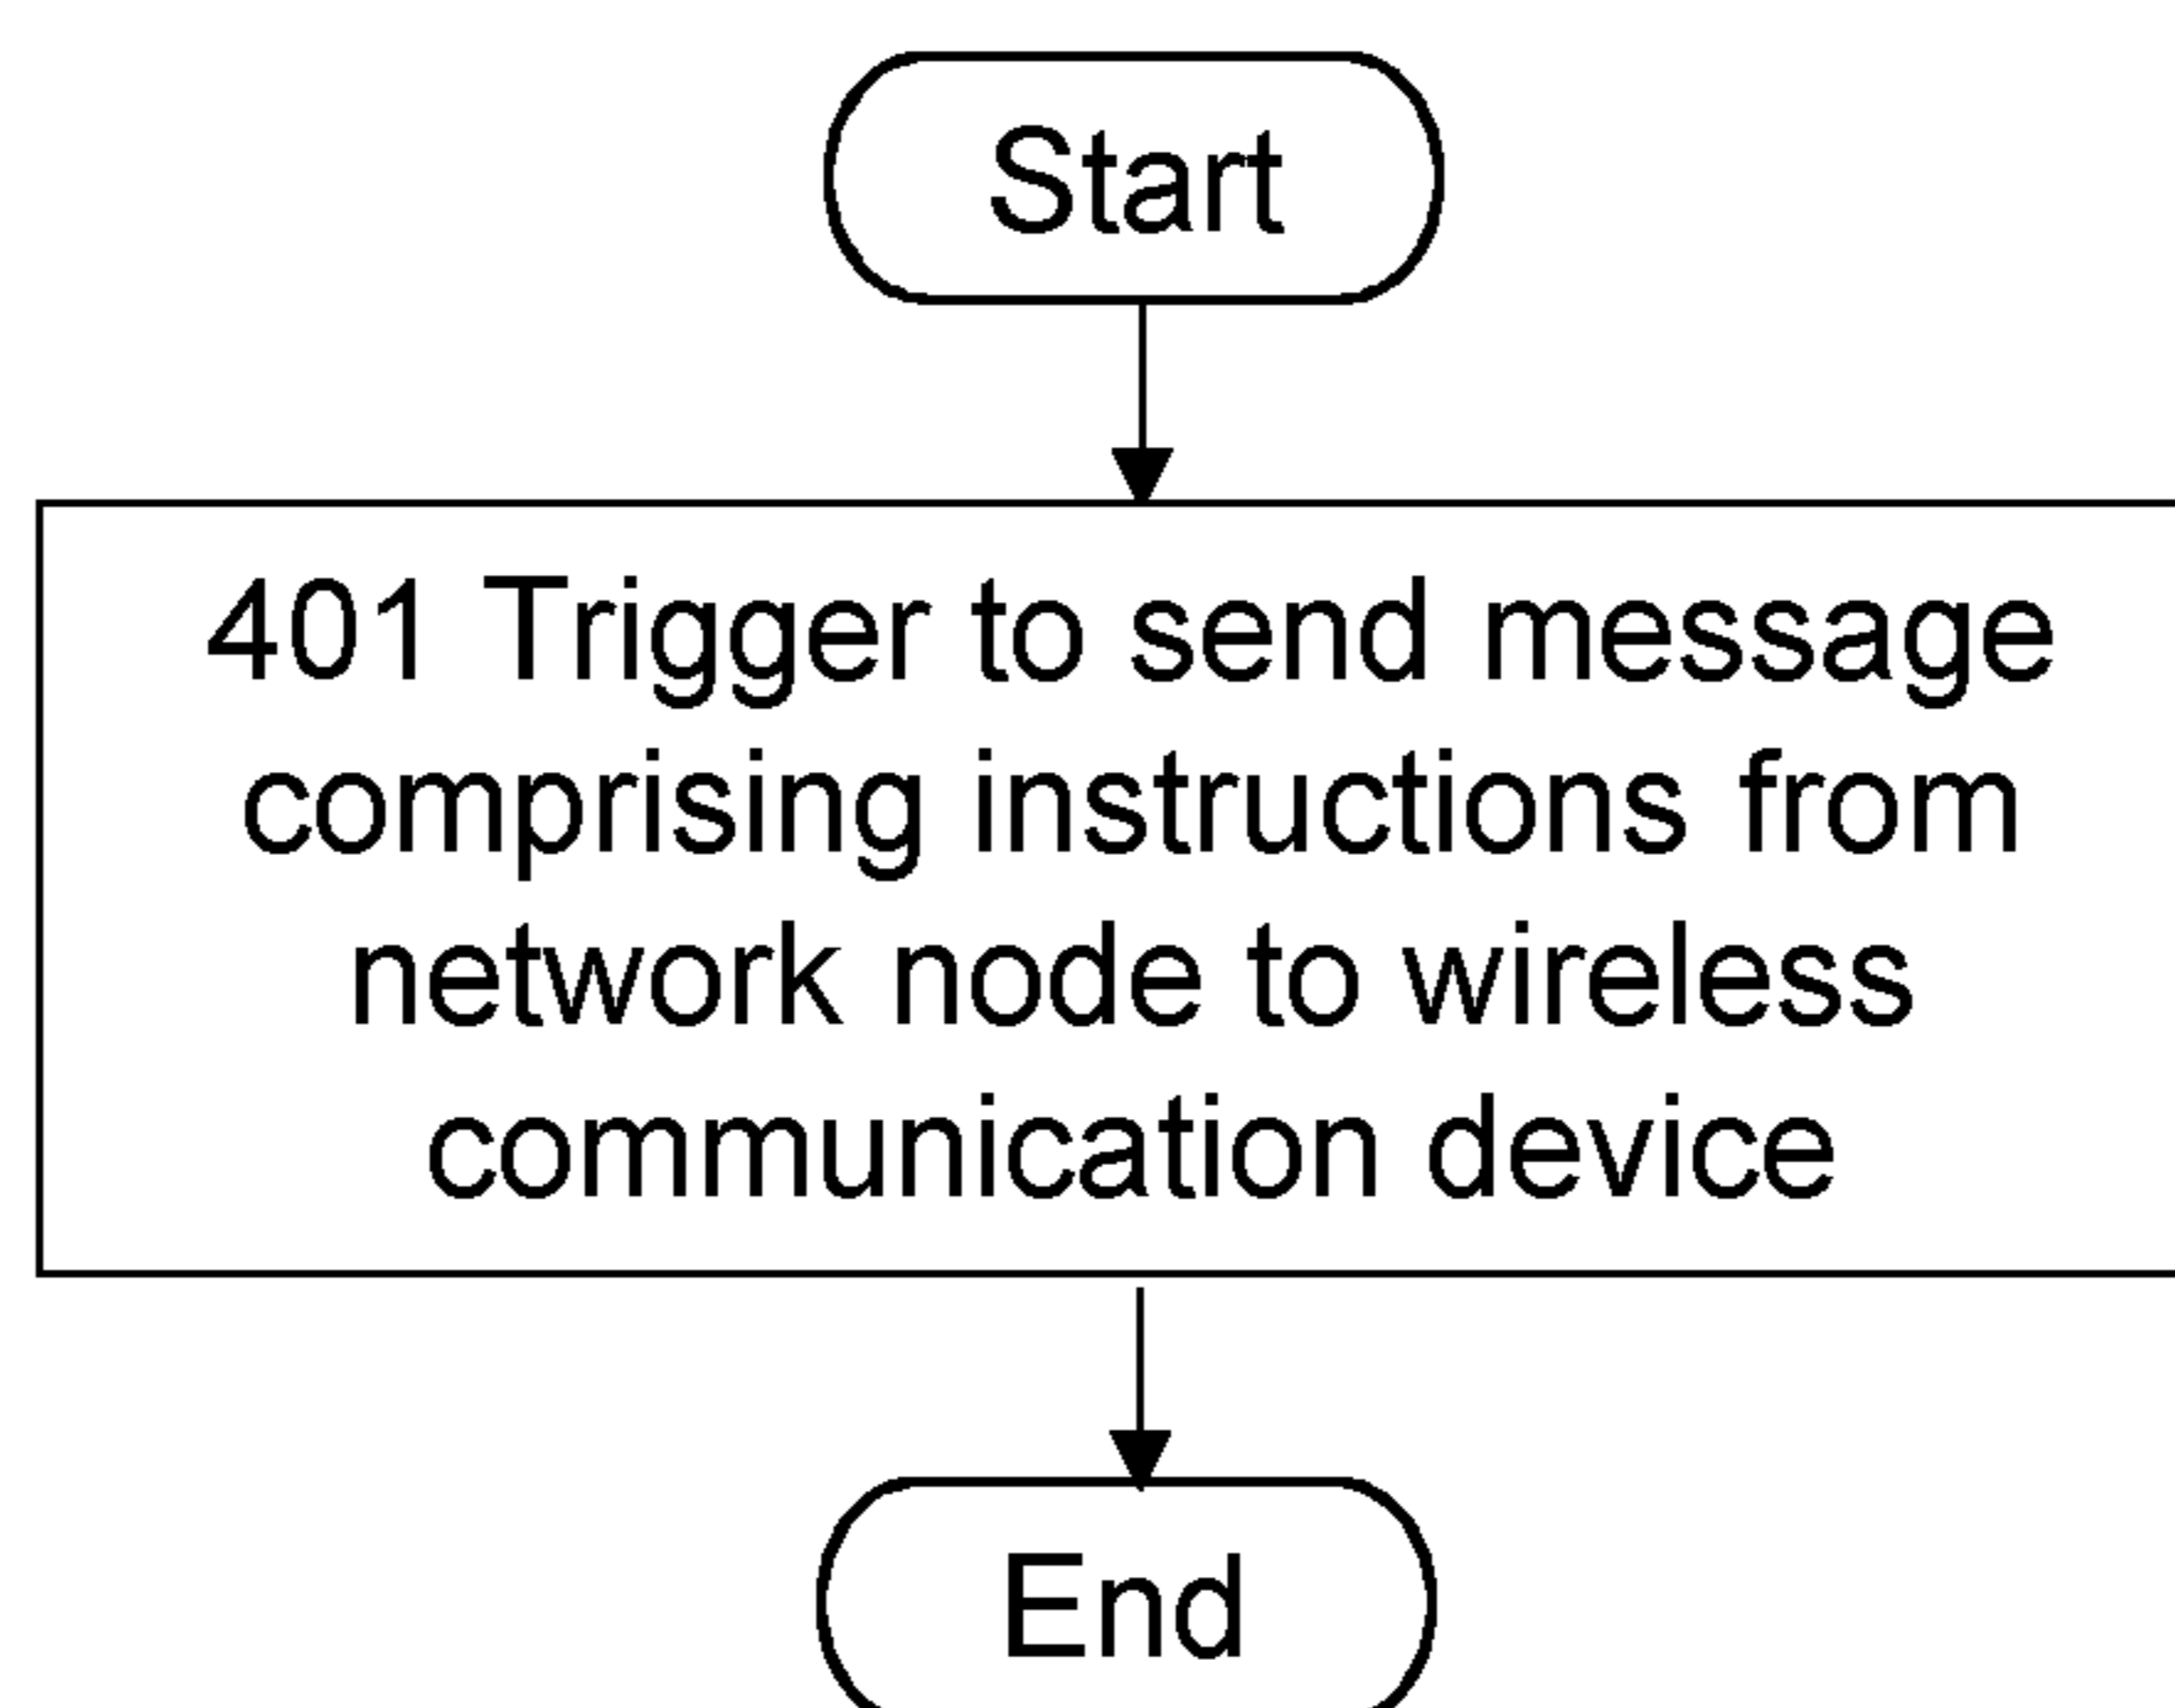 Start
401 Trigger to send message
comprising instructions from
network node to wireless
communication device
End